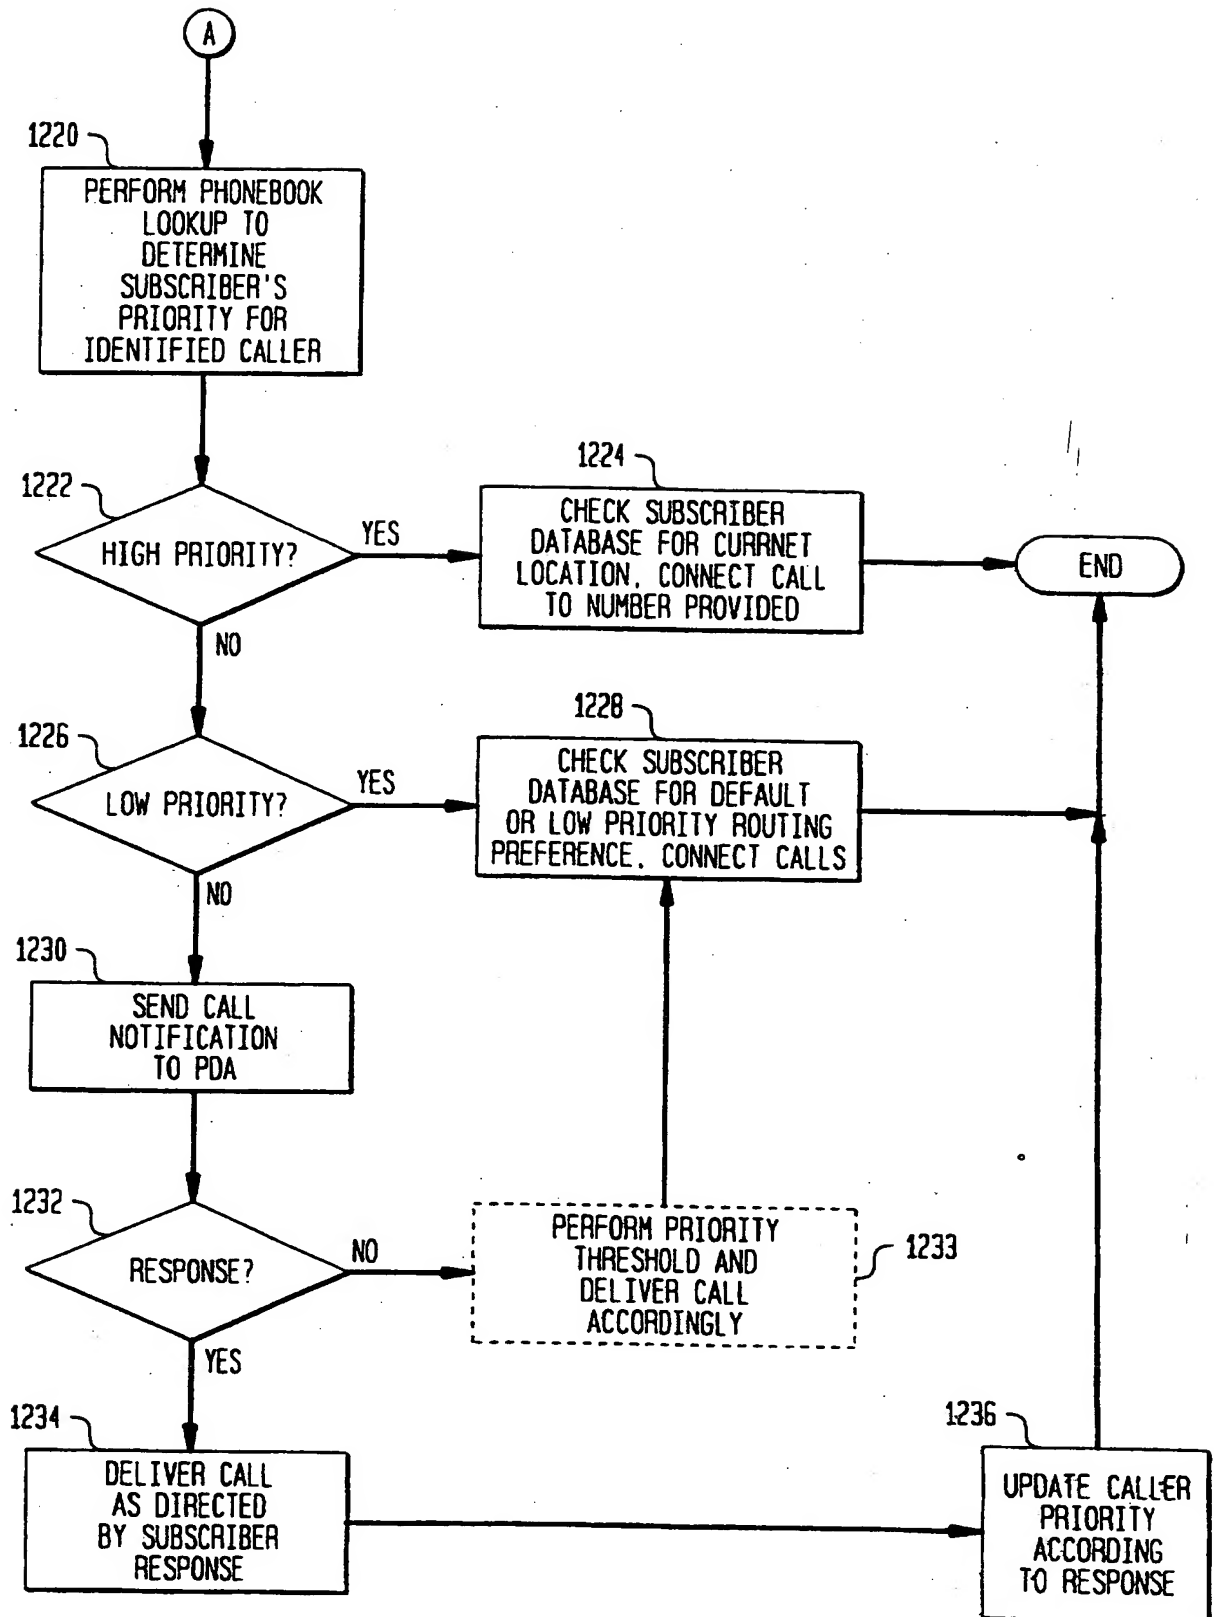 A
1220
PERFORM PHONEBOOK
LOOKUP TO
DETERMINE
SUBSCRIBER'S
PRIORITY FOR
IDENTIFIED CALLER
1222
HIGH PRIORITY?
YES
NO
1224
CHECK SUBSCRIBER
DATABASE FOR CURRNET
LOCATION. CONNECT CALL
TO NUMBER PROVIDED
END
1226
LOW PRIORITY?
YES
NO
1228
CHECK SUBSCRIBER
DATABASE FOR DEFAULT
OR LOW PRIORITY ROUTING
PREFERENCE. CONNECT CALLS
1230
SEND CALL
NOTIFICATION
TO PDA
1232
RESPONSE?
NO
YES
PERFORM PRIORITY
THRESHOLD AND
DELIVER CALL
ACCORDINGLY
1233
1234
DELIVER CALL
AS DIRECTED
BY SUBSCRIBER
RESPONSE
1236
UPDATE CALLER
PRIORITY
ACCORDING
TO RESPONSE